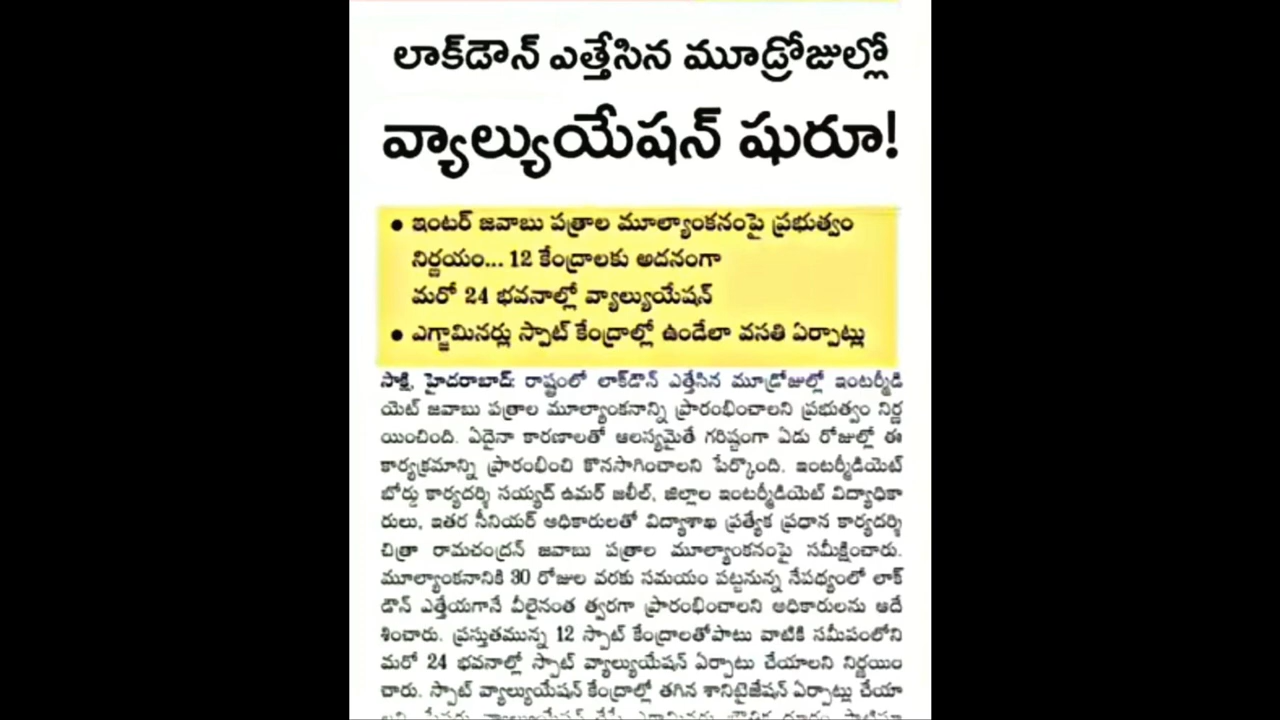 లాక్‌డౌన్ ఎత్తేసిన మూడ్రోజుల్లో
వ్యాల్యుయేషన్ షురూ!
● ఇంటర్ జవాబు పత్రాల మూల్యాంకనంపై ప్రభుత్వం
నిర్ణయం... 12 కేంద్రాలకు అదనంగా
మరో 24 భవనాల్లో వ్యాల్యుయేషన్
● ఎగ్జామినర్లు స్పాట్ కేంద్రాల్లో ఉండేలా వసతి ఏర్పాట్లు
సాక్షి, హైదరాబాద్: రాష్ట్రంలో లాక్‌డౌన్ ఎత్తేసిన మూడ్రోజుల్లో ఇంటర్మీడి
యెట్ జవాబు పత్రాల మూల్యాంకనాన్ని ప్రారంభించాలని ప్రభుత్వం నిర్ణ
యించింది. ఏదైనా కారణాలతో ఆలస్యమైతే గరిష్టంగా ఏడు రోజుల్లో ఈ
కార్యక్రమాన్ని ప్రారంభించి కొనసాగించాలని పేర్కొంది. ఇంటర్మీడియెట్
బోర్డు కార్యదర్శి సయ్యద్ ఉమర్ జలీల్, జిల్లాల ఇంటర్మీడియెట్ విద్యాధికా
రులు, ఇతర సీనియర్ అధికారులతో విద్యాశాఖ ప్రత్యేక ప్రధాన కార్యదర్శి
చిత్రా రామచంద్రన్ జవాబు పత్రాల మూల్యాంకనంపై సమీక్షించారు.
మూల్యాంకనానికి 30 రోజుల వరకు సమయం పట్టనున్న నేపథ్యంలో లాక్
డౌన్ ఎత్తేయగానే వీలైనంత త్వరగా ప్రారంభించాలని అధికారులను ఆదే
శించారు. ప్రస్తుతమున్న 12 స్పాట్ కేంద్రాలతోపాటు వాటికి సమీపంలోని
మరో 24 భవనాల్లో స్పాట్ వ్యాల్యుయేషన్ ఏర్పాటు చేయాలని నిర్ణయిం
చారు. స్పాట్ వ్యాల్యుయేషన్ కేంద్రాల్లో తగిన శానిటైజేషన్ ఏర్పాట్లు చేయా